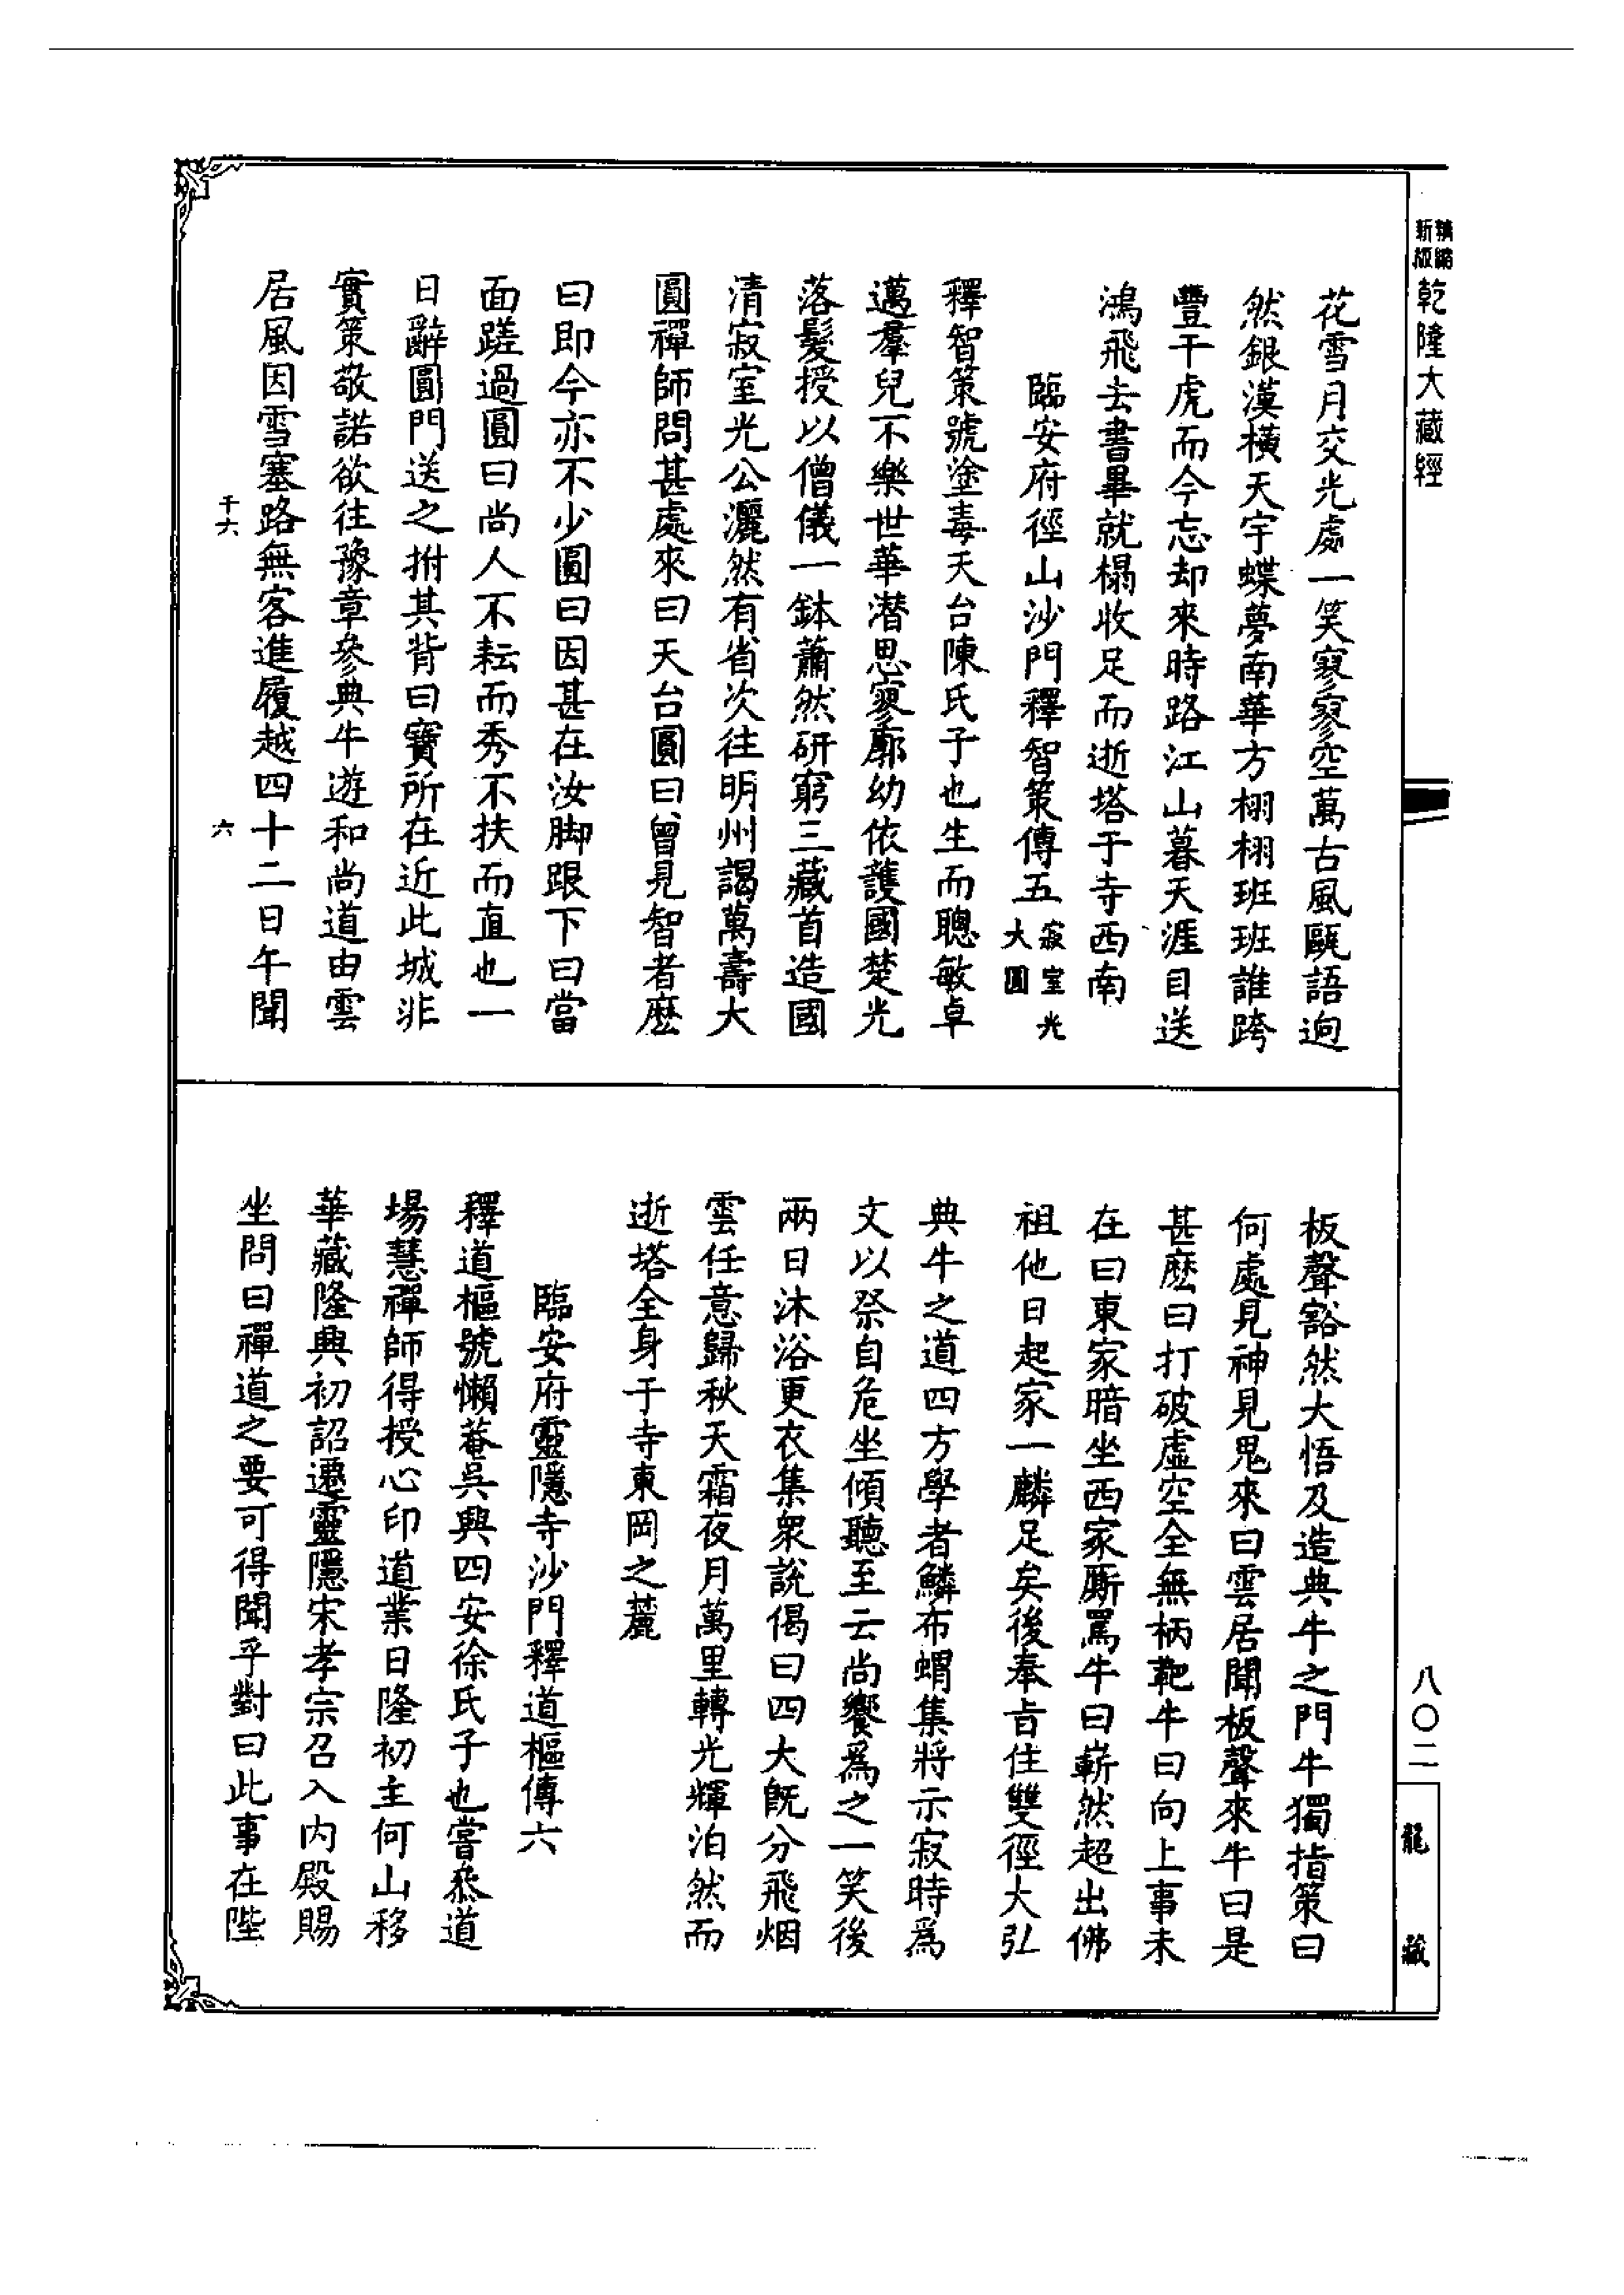 精縮新版乾隆大藏經
花雪月交光處一笑寥寥空萬古風甌語逈
然銀漢橫天宇蝶夢南華方栩栩班班誰跨
豐干虎而今忘却來時路江山暮天涯目送
鴻飛去書畢就榻收足而逝塔于寺西南
臨安府徑山沙門釋智策傳五寂室光大圓
釋智策號塗毒天台陳氏子也生而聰敏卓
邁羣兒不樂世華潛思寥廓幼依護國楚光
落髮授以僧儀一鉢蕭然研窮三藏首造國
清寂室光公灑然有省次往明州謁萬壽大
圓禪師問甚處來曰天台圓曰曾見智者麽
曰即今亦不少圓曰因甚在汝脚跟下曰當
面蹉過圓曰尚人不耘而秀不扶而直也一
日辭圓門送之拊其背曰寶所在近此城非
實策敬諾欲往豫章參典牛遊和尚道由雲
居風因雪塞路無客進履越四十二日午聞
千六 六
板聲豁然大悟及造典牛之門牛獨指策曰
何處見神見鬼來曰雲居聞板聲來牛曰是
甚麽曰打破虛空全無柄靶牛曰向上事未
在曰東家暗坐西家厮罵牛曰嶄然超出佛
祖他日起家一麟足矣後奉旨住雙徑大弘
典牛之道四方學者鱗布蝟集將示寂時爲
文以祭自危坐傾聽至云尚饗爲之一笑後
兩日沐浴更衣集眾說偈曰四大既分飛烟
雲任意歸秋天霜夜月萬里轉光輝泊然而
逝塔全身于寺東岡之麓
臨安府靈隱寺沙門釋道樞傳六
釋道樞號懶菴吳興四安徐氏子也嘗叅道
場慧禪師得授心印道業日隆初主何山移
華藏隆興初詔遷靈隱宋孝宗召入內殿賜
坐問曰禪道之要可得聞乎對曰此事在陛
八〇二
龍藏